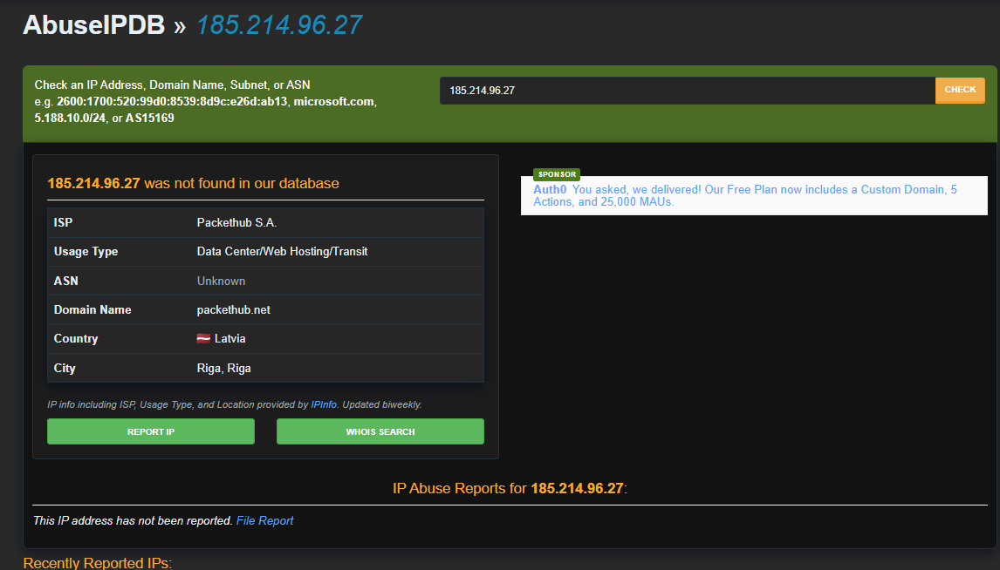 AbuseIPDB » 185.214.96.27
Check an IP Address, Domain Name, Subnet, or ASN
e.g. 2600:1700:520:99d0:8539:8d9c:e26d:ab13, microsoft.com,
5.188.10.0/24, or AS15169
185.214.96.27
CHECK
185.214.96.27 was not found in our database
ISP Packethub S.A.
Usage Type Data Center/Web Hosting/Transit
ASN Unknown
Domain Name packethub.net
Country Latvia
City Riga, Riga
IP info including ISP, Usage Type, and Location provided by IPInfo. Updated biweekly.
REPORT IP
WHOIS SEARCH
SPONSOR
Auth0 You asked, we delivered! Our Free Plan now includes a Custom Domain, 5
Actions, and 25,000 MAUs.
IP Abuse Reports for 185.214.96.27:
This IP address has not been reported. File Report
Recently Reported IPs: